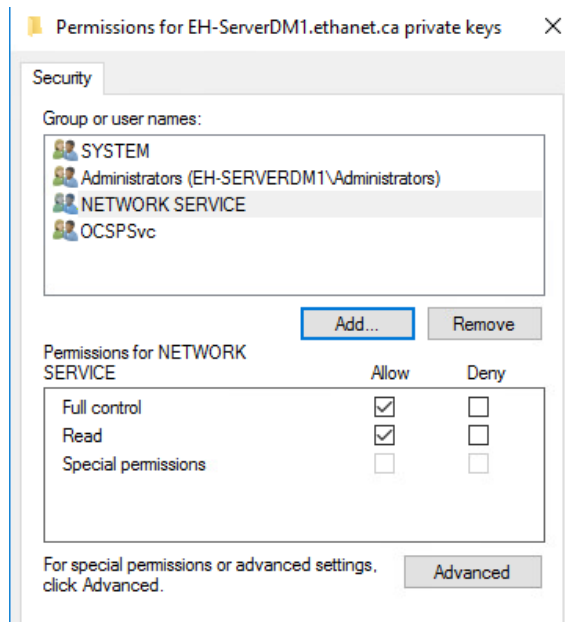 Permissions for EH-ServerDM1.ethanet.ca private keys
Security
Group or user names:
SYSTEM
Administrators (EH-SERVERDM1\Administrators)
NETWORK SERVICE
OCSPSvc
Add... Remove
Permissions for NETWORK
SERVICE Allow Deny
Full control
Read
Special permissions
For special permissions or advanced settings,
click Advanced.
Advanced